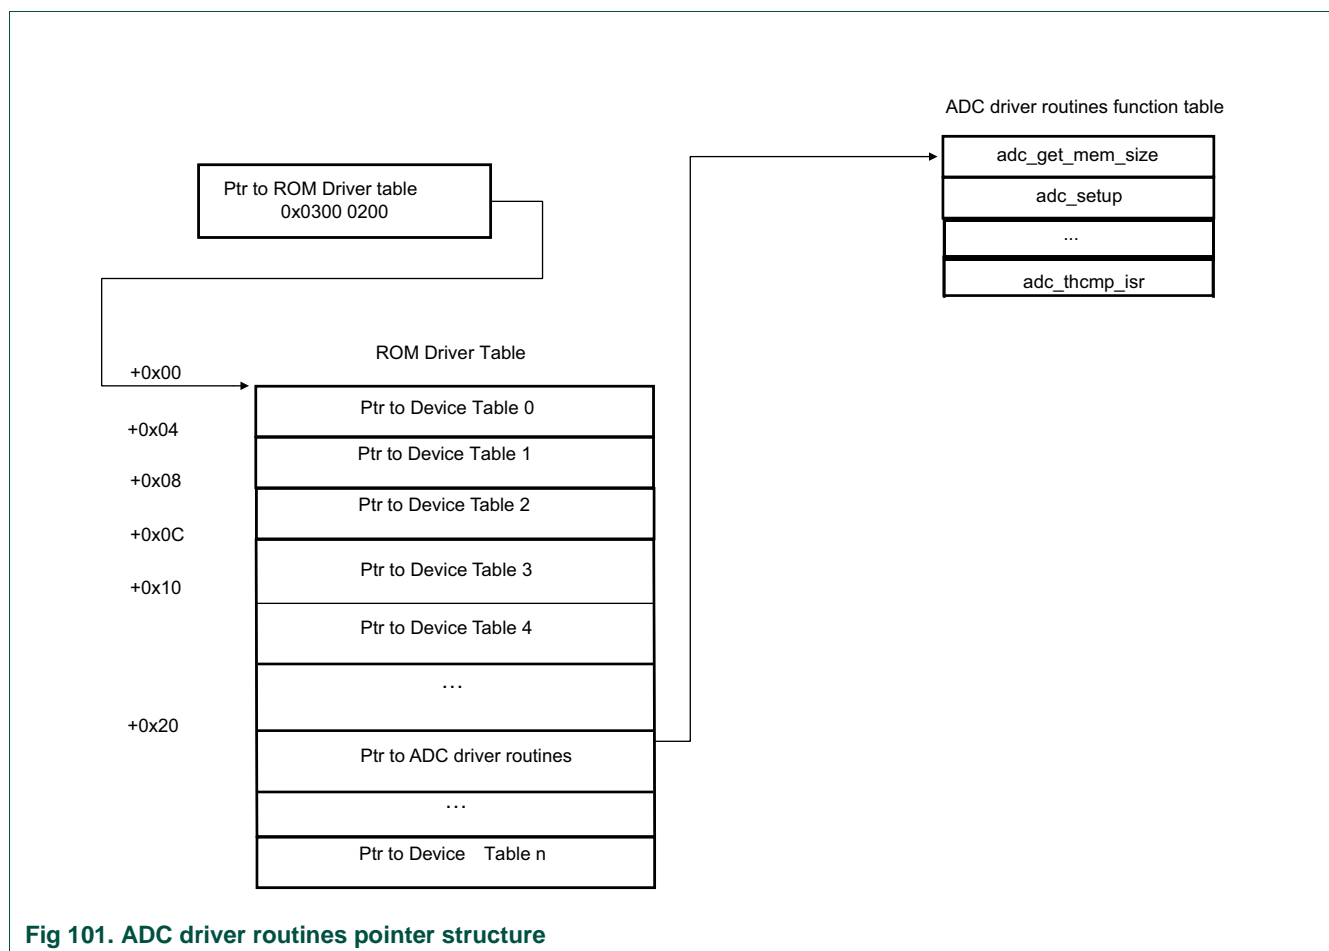 ADC driver routines function table
adc_get_mem_size
adc_setup
...
adc_thcmp_isr
Ptr to ROM Driver table
0x0300 0200
ROM Driver Table
+0x00
Ptr to Device Table 0
+0x04
Ptr to Device Table 1
+0x08
Ptr to Device Table 2
+0x0C
Ptr to Device Table 3
+0x10
Ptr to Device Table 4
…
+0x20
Ptr to ADC driver routines
…
Ptr to Device Table n
Fig 101. ADC driver routines pointer structure